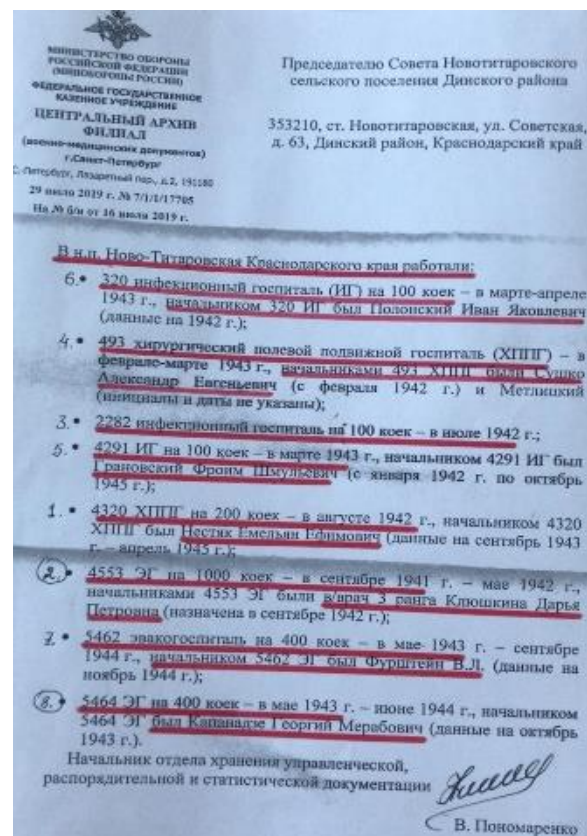 МИНИСТЕРСТВО ОБОРОНЫ
РОССИЙСКОЙ ФЕДЕРАЦИИ
(МИНОБОРОНЫ РОССИИ)
ФЕДЕРАЛЬНОЕ ГОСУДАРСТВЕННОЕ
КАЗЕННОЕ УЧРЕЖДЕНИЕ
ЦЕНТРАЛЬНЫЙ АРХИВ
ФИЛИАЛ
(военно-медицинских документов)
г.Санкт-Петербург
С.-Петербург, Лазаретный пер., д.2, 191180
29 июля 2019 г. № 7/1/1/17705
На № б/н от 16 июля 2019 г.
Председателю Совета Новотитаровского
сельского поселения Динского района
353210, ст. Новотитаровская, ул. Советская,
д. 63, Динский район, Краснодарский край
В н.п. Ново-Титаровская Краснодарского края работали:
6. • 320 инфекционный госпиталь (ИГ) на 100 коек – в марте-апреле
1943 г., начальником 320 ИГ был Полонский Иван Яковлевич
(данные на 1942 г.);
4. • 493 хирургический полевой подвижной госпиталь (ХППГ) – в
феврале-марте 1943 г., начальниками 493 ХППГ были Сушко
Александр Евгеньевич (с февраля 1942 г.) и Метлицкий
(инициалы и даты не указаны);
3. • 2282 инфекционный госпиталь на 100 коек – в июле 1942 г.;
5. • 4291 ИГ на 100 коек – в марте 1943 г., начальником 4291 ИГ был
Грановский Фроим Шмульевич (с января 1942 г. по октябрь
1945 г.);
1. • 4320 ХППГ на 200 коек – в августе 1942 г., начальником 4320
ХППГ был Нестяк Емельян Ефимович (данные на сентябрь 1943
г. – апрель 1945 г.);
2. • 4553 ЭГ на 1000 коек – в сентябре 1941 г. – мае 1942 г.,
начальниками 4553 ЭГ были в/врач 3 ранга Клюшкина Дарья
Петровна (назначена в сентябре 1942 г.);
7. • 5462 эвакогоспиталь на 400 коек – в мае 1943 г. – сентябре
1944 г., начальником 5462 ЭГ был Фурштейн В.Л. (данные на
ноябрь 1944 г.);
8. • 5464 ЭГ на 400 коек – в мае 1943 г. – июне 1944 г., начальником
5464 ЭГ был Капанадзе Георгий Мерабович (данные на октябрь
1943 г.).
Начальник отдела хранения управленческой,
распорядительной и статистической документации
В. Пономаренко